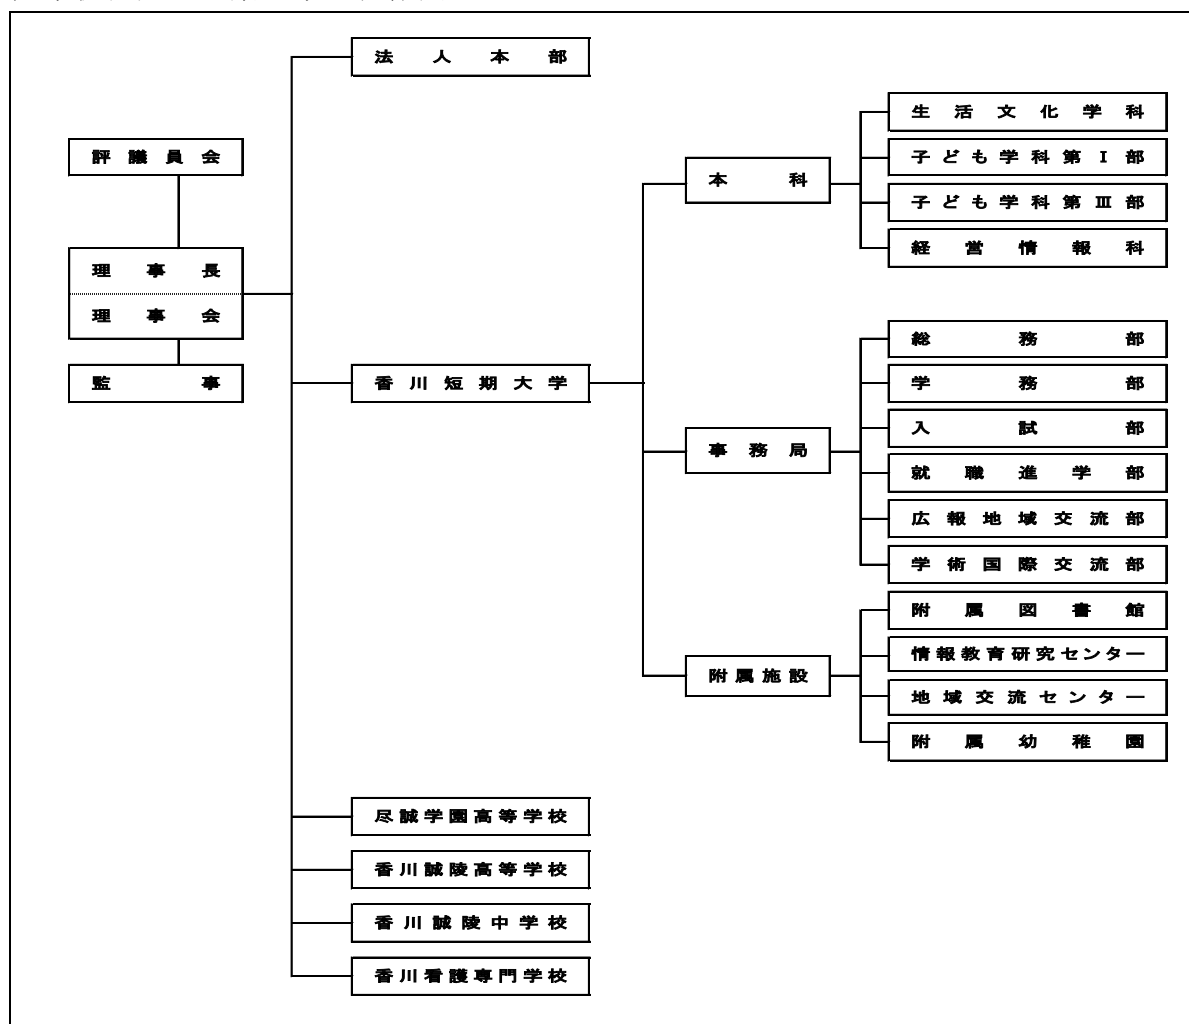 法人本部
評議員会
理事長
理事会
監事
香川短期大学
本科
生活文化学科
子ども学科第Ⅰ部
子ども学科第Ⅲ部
経営情報科
事務局
総務部
学務部
入試部
就職進学部
広報地域交流部
学術国際交流部
附属施設
附属図書館
情報教育研究センター
地域交流センター
附属幼稚園
尽誠学園高等学校
香川誠陵高等学校
香川誠陵中学校
香川看護専門学校